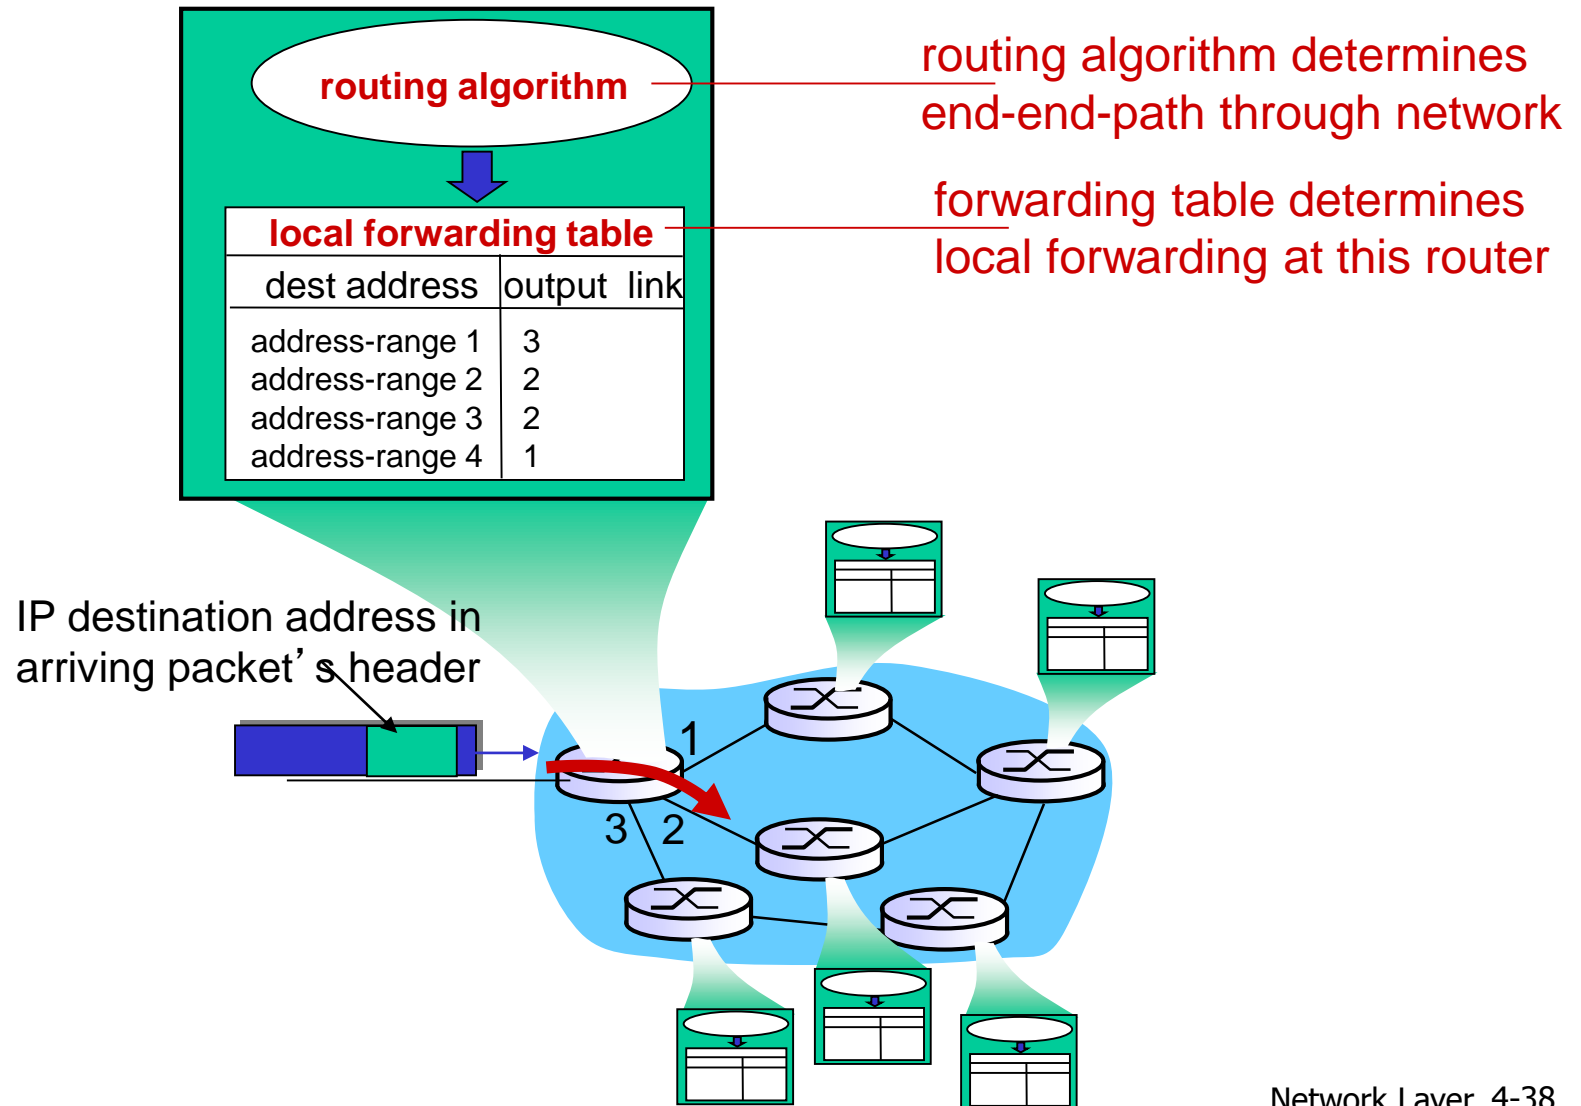 routing algorithm
routing algorithm determines
end-end-path through network
local forwarding table
forwarding table determines
local forwarding at this router
dest address output link
address-range 1 3
address-range 2 2
address-range 3 2
address-range 4 1
IP destination address in
arriving packet’s header
1
3 2
Network Layer 4-38